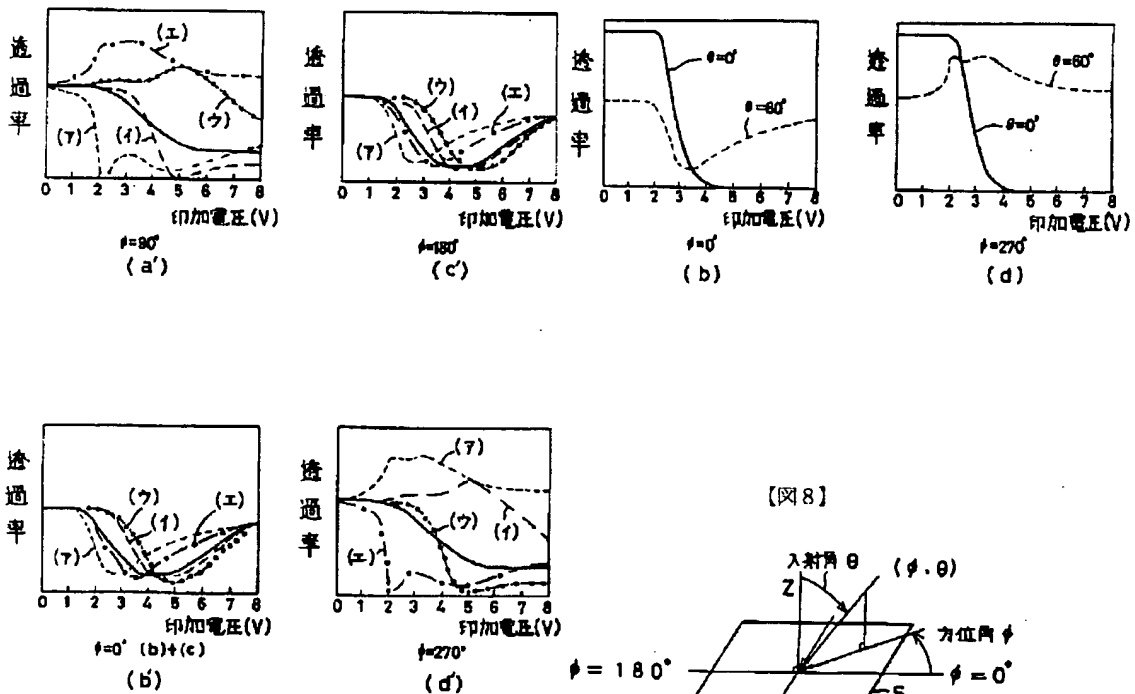 透過率
(エ)
(ウ)
(ア)
(イ)
0 1 2 3 4 5 6 7 8
印加電圧(V)
φ=90°
(a')
透過率
(ウ)
(イ)
(エ)
(ア)
0 1 2 3 4 5 6 7 8
印加電圧(V)
φ=180°
(c')
透過率
θ=0°
θ=60°
0 1 2 3 4 5 6 7 8
印加電圧(V)
φ=0°
(b)
透過率
θ=60°
θ=0°
0 1 2 3 4 5 6 7 8
印加電圧(V)
φ=270°
(d)
透過率
(ウ)
(イ)
(エ)
(ア)
0 1 2 3 4 5 6 7 8
印加電圧(V)
φ=0° (b)+(c)
(b')
透過率
(ア)
(ウ)
(イ)
(エ)
0 1 2 3 4 5 6 7 8
印加電圧(V)
φ=270°
(d')
【図8】
入射角 θ
Z
(φ,θ)
方位角 φ
φ=180°
φ=0°